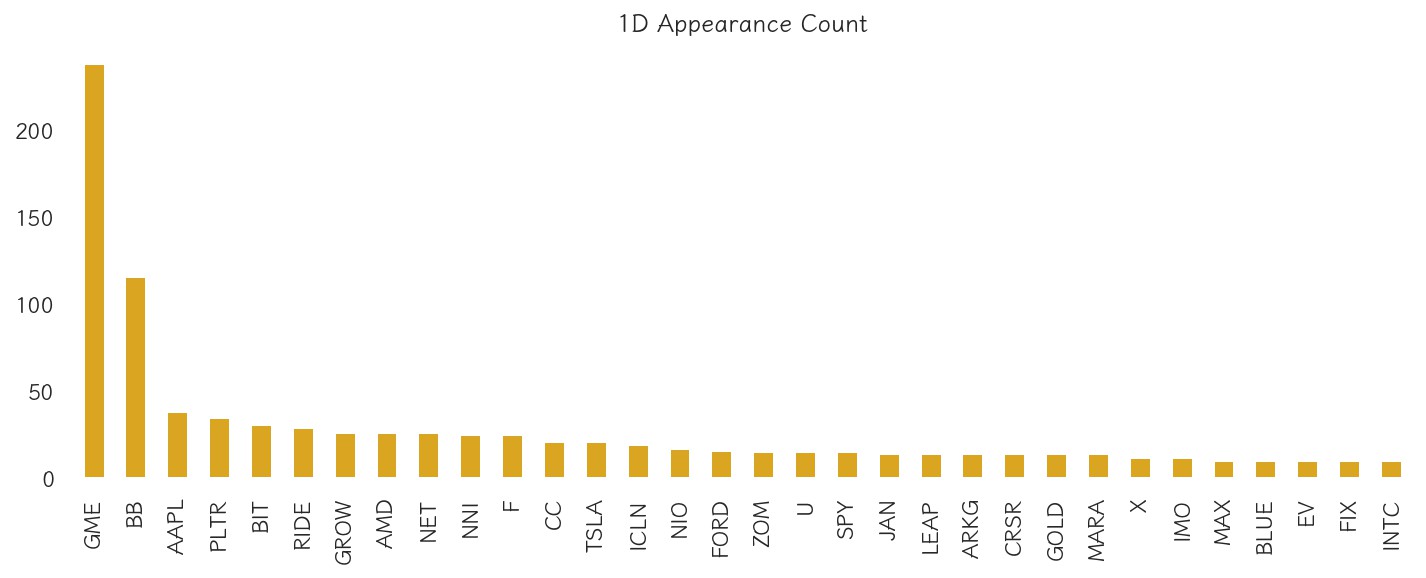 1D Appearance Count
200
150
100
50
0
GME
BB
AAPL
PLTR
BIT
RIDE
GROW
AMD
NET
NNI
F
CC
TSLA
ICLN
NIO
FORD
ZOM
U
SPY
JAN
LEAP
ARKG
CRSR
GOLD
MARA
X
IMO
MAX
BLUE
EV
FIX
INTC